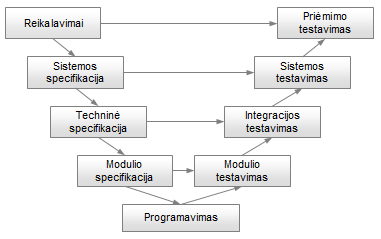 Reikalavimai
Priėmimo
testavimas
Sistemos
specifikacija
Sistemos
testavimas
Techninė
specifikacija
Integracijos
testavimas
Modulio
specifikacija
Modulio
testavimas
Programavimas